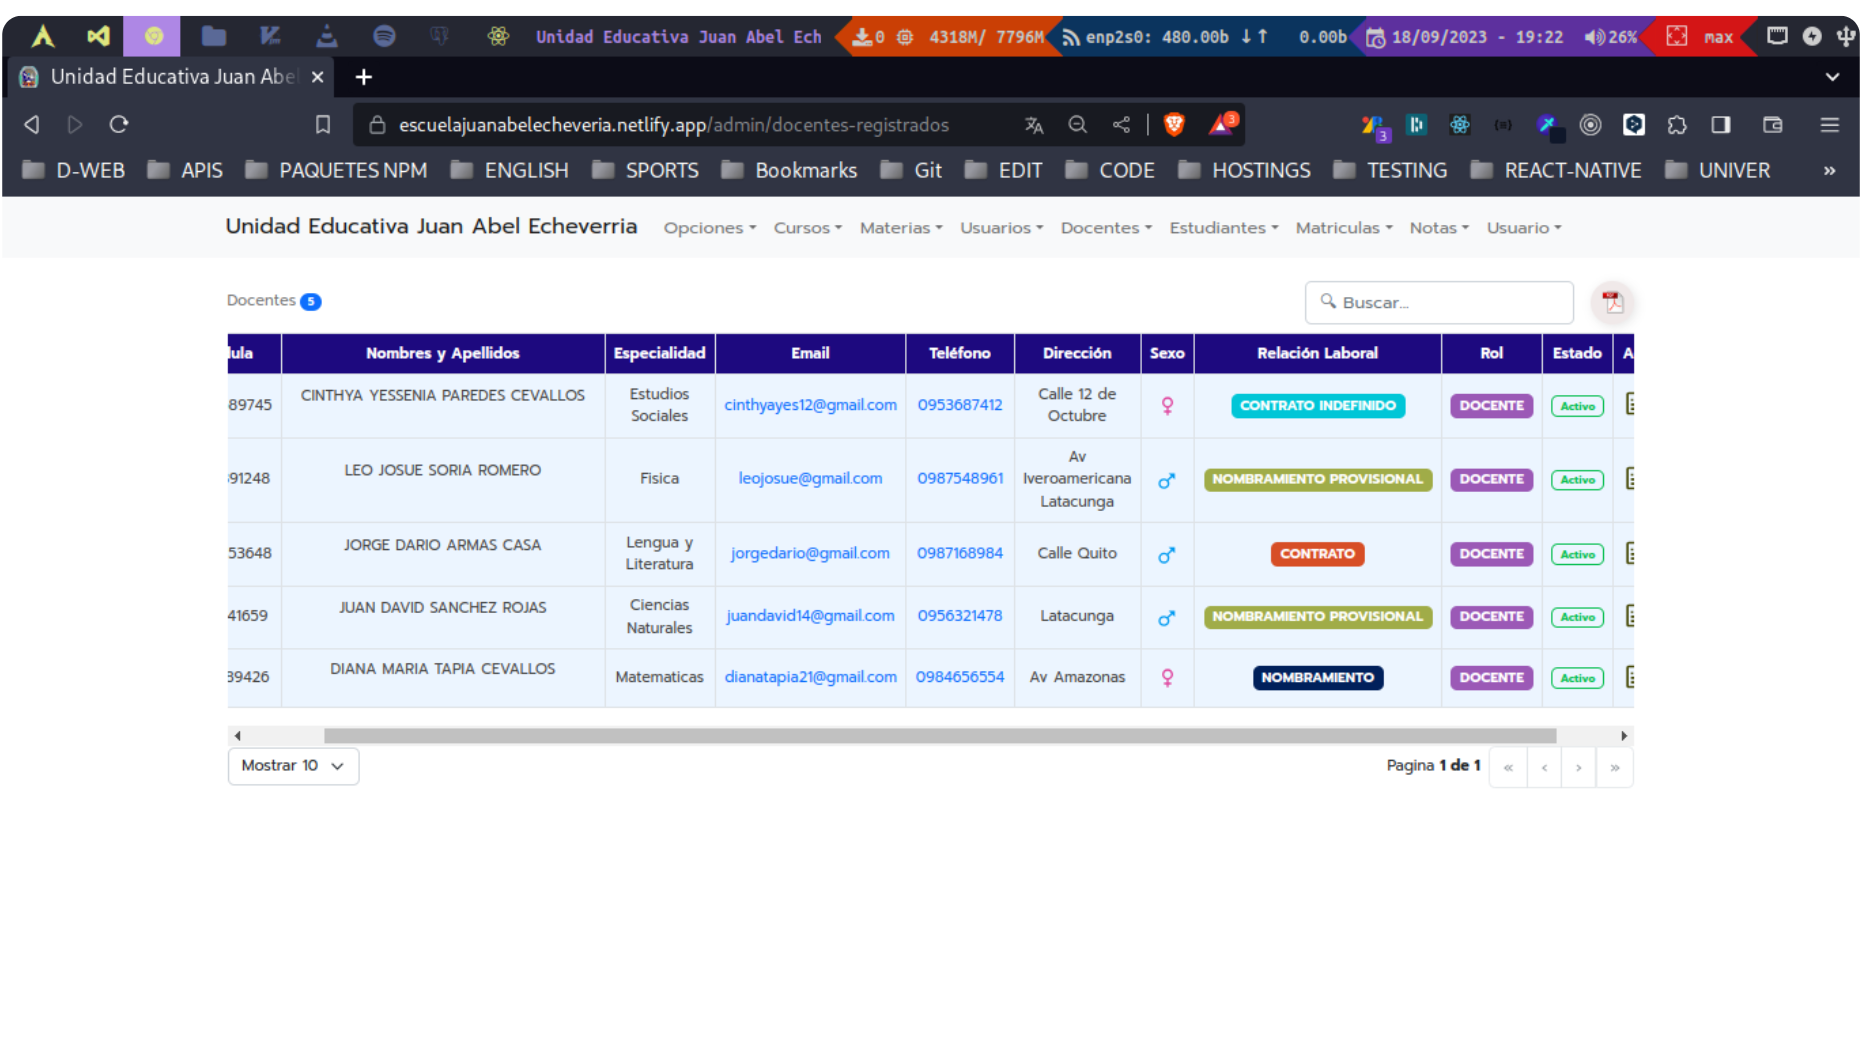 Unidad Educativa Juan Abel Ech 0 4318M/ 7796M enp2s0: 480.00b ↓↑ 0.00b 18/09/2023 - 19:22 26% max
Unidad Educativa Juan Abel × +
escuelajuanabelecheveria.netlify.app/admin/docentes-registrados 3 3
D-WEB APIS PAQUETES NPM ENGLISH SPORTS Bookmarks Git EDIT CODE HOSTINGS TESTING REACT-NATIVE UNIVER »
Unidad Educativa Juan Abel Echeverria Opciones Cursos Materias Usuarios Docentes Estudiantes Matriculas Notas Usuario
Docentes 5 Buscar...
lula Nombres y Apellidos Especialidad Email Teléfono Dirección Sexo Relación Laboral Rol Estado A
89745 CINTHYA YESSENIA PAREDES CEVALLOS Estudios Sociales cinthyayes12@gmail.com 0953687412 Calle 12 de Octubre ♀ CONTRATO INDEFINIDO DOCENTE Activo
91248 LEO JOSUE SORIA ROMERO Fisica leojosue@gmail.com 0987548961 Av Iveroamericana Latacunga ♂ NOMBRAMIENTO PROVISIONAL DOCENTE Activo
53648 JORGE DARIO ARMAS CASA Lengua y Literatura jorgedario@gmail.com 0987168984 Calle Quito ♂ CONTRATO DOCENTE Activo
41659 JUAN DAVID SANCHEZ ROJAS Ciencias Naturales juandavid14@gmail.com 0956321478 Latacunga ♂ NOMBRAMIENTO PROVISIONAL DOCENTE Activo
39426 DIANA MARIA TAPIA CEVALLOS Matematicas dianatapia21@gmail.com 0984656554 Av Amazonas ♀ NOMBRAMIENTO DOCENTE Activo
Mostrar 10 Pagina 1 de 1 « ‹ › »